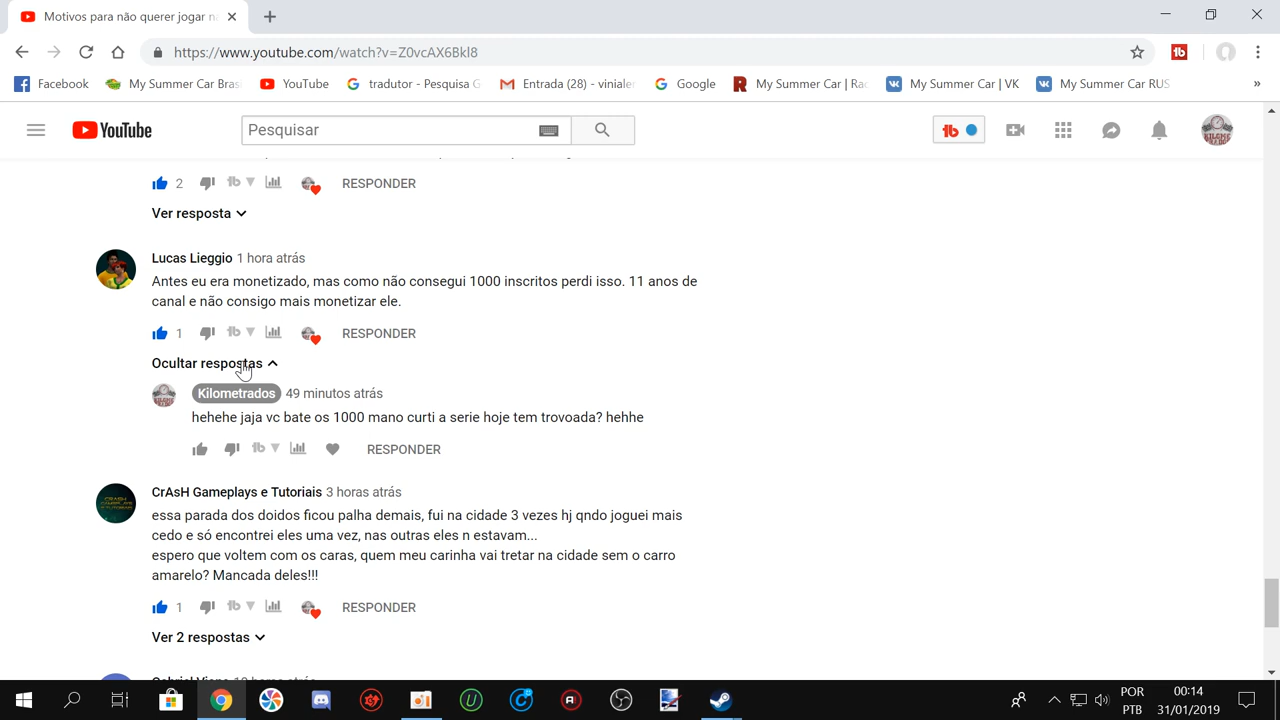 Motivos para não querer jogar n
https://www.youtube.com/watch?v=Z0vcAX6Bkl8
Facebook My Summer Car Bras YouTube tradutor - Pesquisa G Entrada (28) - viniale Google My Summer Car | Rac My Summer Car | VK My Summer Car RUS »
YouTube Pesquisar
2 RESPONDER
Ver resposta
Lucas Lieggio 1 hora atrás
Antes eu era monetizado, mas como não consegui 1000 inscritos perdi isso. 11 anos de
canal e não consigo mais monetizar ele.
1 RESPONDER
Ocultar respostas
Kilometrados 49 minutos atrás
hehehe jaja vc bate os 1000 mano curti a serie hoje tem trovoada? hehhe
RESPONDER
CrAsH Gameplays e Tutoriais 3 horas atrás
essa parada dos doidos ficou palha demais, fui na cidade 3 vezes hj qndo joguei mais
cedo e só encontrei eles uma vez, nas outras eles n estavam...
espero que voltem com os caras, quem meu carinha vai tretar na cidade sem o carro
amarelo? Mancada deles!!!
1 RESPONDER
Ver 2 respostas
POR 00:14
PTB 31/01/2019